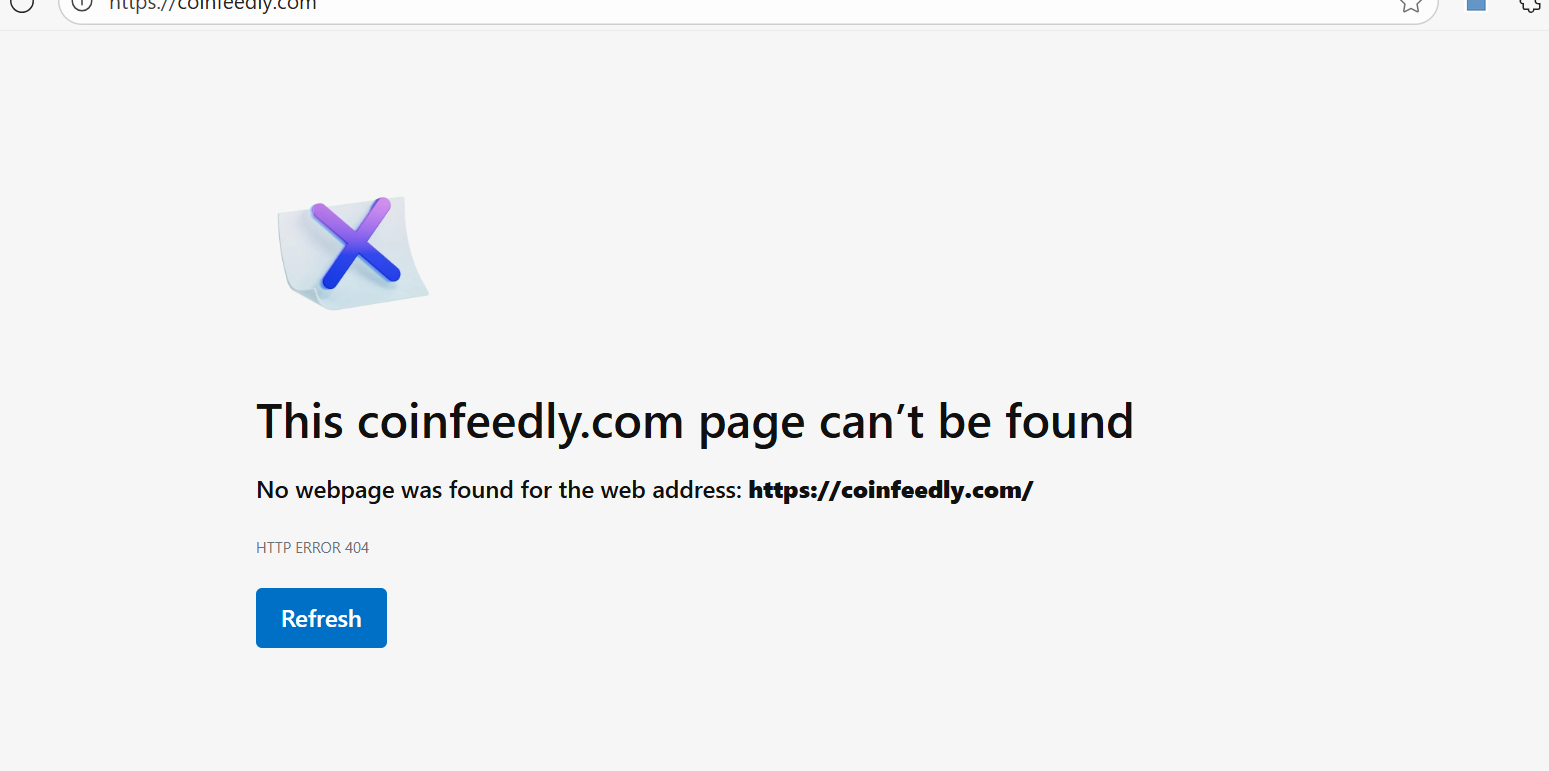 https://coinfeedly.com
This coinfeedly.com page can’t be found
No webpage was found for the web address: https://coinfeedly.com/
HTTP ERROR 404
Refresh